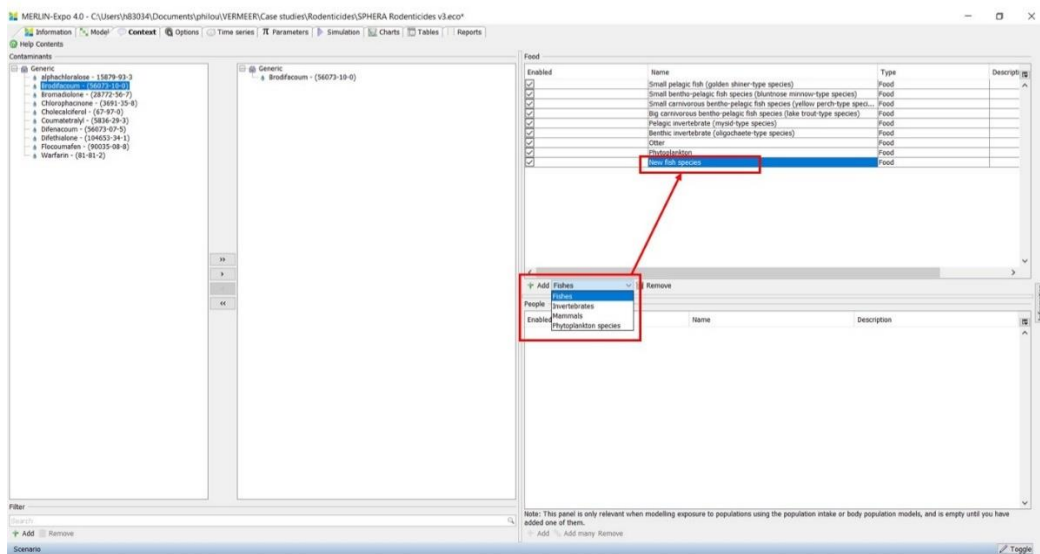 MERLIN-Expo 4.0 - C:\Users\h83034\Documents\philou\VERMEER\Case studies\Rodenticides\SPHERA Rodenticides v3.eco*
Information Model Context Options Time series Parameters Simulation Charts Tables Reports
Help Contents
Contaminants
Generic
alphachloralose - 15879-93-3
Brodifacoum - (56073-10-0)
Bromadiolone - (28772-56-7)
Chlorophacinone - (3691-35-8)
Cholecalciferol - (67-97-0)
Coumatetralyl - (5836-29-3)
Difenacoum - (56073-07-5)
Difethialone - (104653-34-1)
Flocoumafen - (90035-08-8)
Warfarin - (81-81-2)
Generic
Brodifacoum - (56073-10-0)
>>
>
<<
Filter
Search
Add Remove
Scenario
Food
Enabled Name Type Descripti
Small pelagic fish (golden shiner-type species) Food
Small bentho-pelagic fish species (bluntnose minnow-type species) Food
Small carnivorous bentho-pelagic fish species (yellow perch-type speci... Food
Big carnivorous bentho-pelagic fish species (lake trout-type species) Food
Pelagic invertebrate (mysid-type species) Food
Benthic invertebrate (oligochaete-type species) Food
Otter Food
Phytoplankton Food
New fish species Food
Add Fishes Remove
Fishes
Invertebrates
Mammals
Phytoplankton species
People
Enabled Name Description
Note: This panel is only relevant when modelling exposure to populations using the population intake or body population models, and is empty until you have
added one of them.
Add Add many Remove
Toggle